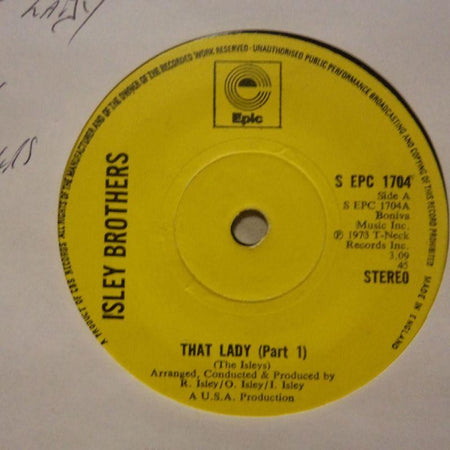 LADY
ALL RIGHTS OF THE MANUFACTURER AND OF THE OWNER OF THE RECORDED WORK RESERVED · UNAUTHORISED PUBLIC PERFORMANCE BROADCASTING AND COPYING OF THIS RECORD PROHIBITED
Epic
ISLEY BROTHERS
S EPC 1704
Side A
S EPC 1704A
Boniva
Music Inc.
℗ 1973 T-Neck
Records Inc.
3.09
45
STEREO
THAT LADY (Part 1)
(The Isleys)
Arranged, Conducted & Produced by
R. Isley/O. Isley/I. Isley
A U.S.A. Production
A PRODUCT OF CBS RECORDS
MADE IN ENGLAND